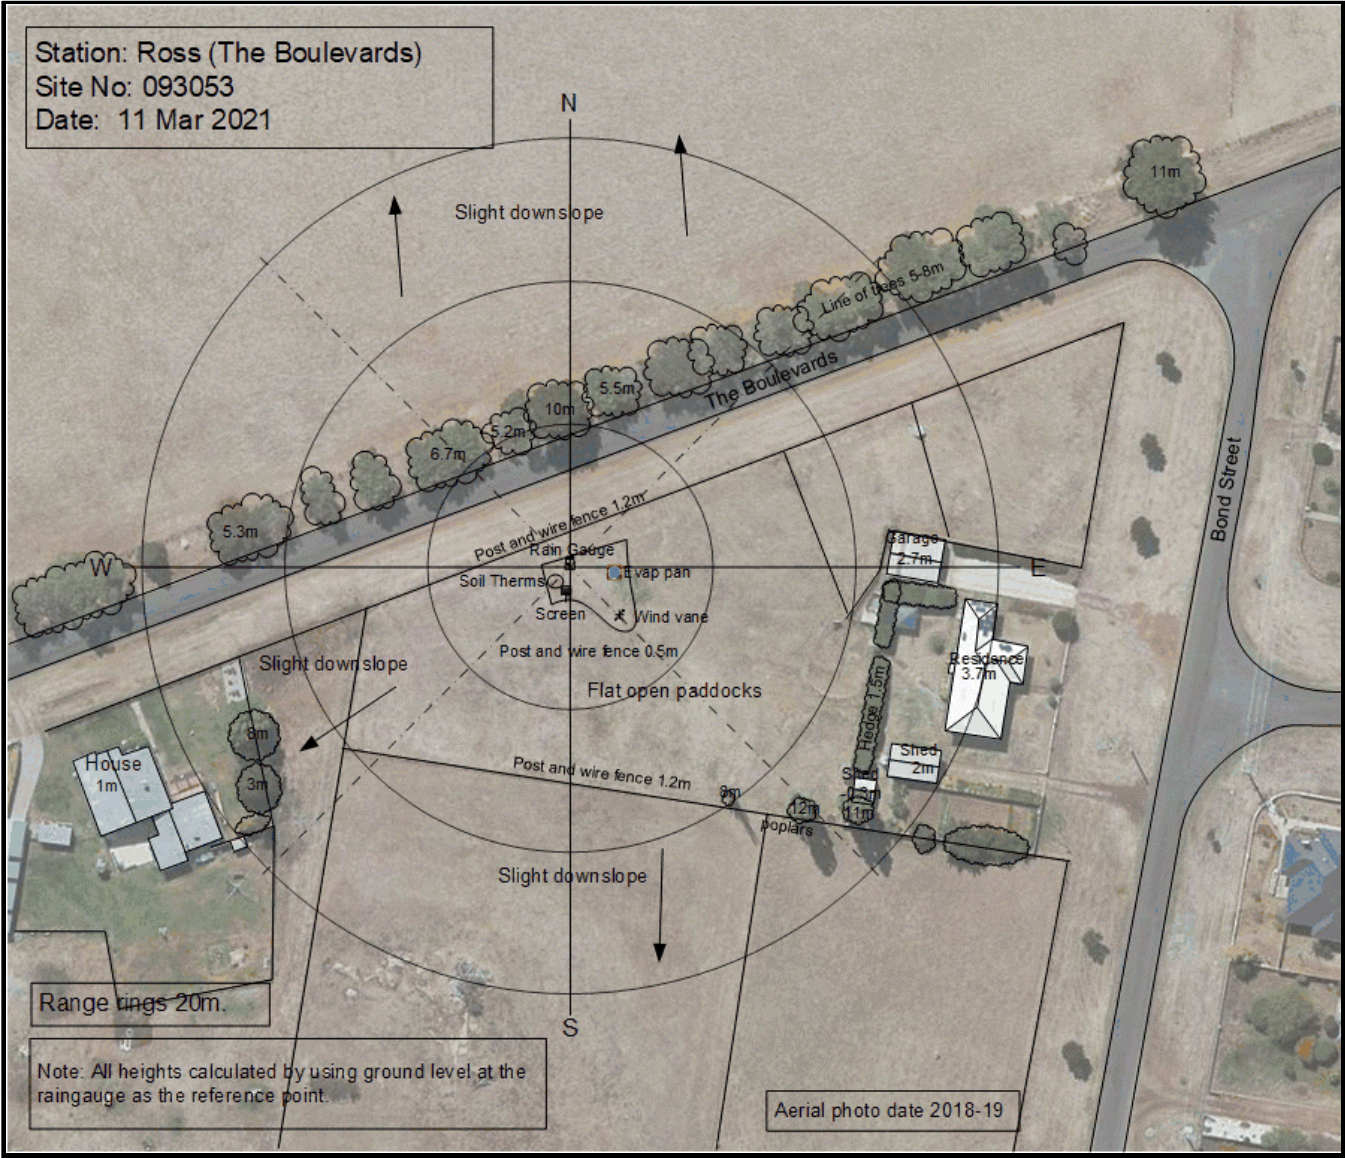 Station: Ross (The Boulevards)
Site No: 093053
Date: 11 Mar 2021
N
11m
Slight downslope
Line of trees 5-8m
The Boulevards
5.5m
10m
5.2m
6.7m
5.3m
Bond Street
Post and wire fence 1.2m
Rain Gauge
Garage
2.7m
W
E
Soil Therms
Evap pan
Screen
Wind vane
Post and wire fence 0.5m
Slight downslope
Residence
3.7m
Flat open paddocks
Hedge 1.5m
8m
House
1m
3m
Post and wire fence 1.2m
Shed
2m
Shed
8m
12m
11m
poplars
Slight downslope
Range rings 20m.
S
Note: All heights calculated by using ground level at the
raingauge as the reference point.
Aerial photo date 2018-19